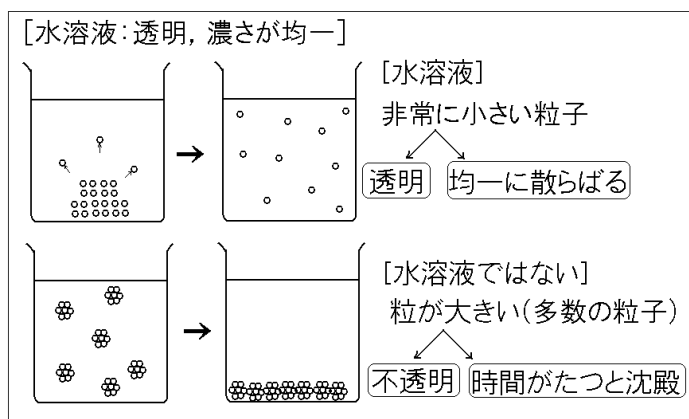 [水溶液:透明,濃さが均一]
[水溶液]
非常に小さい粒子
透明 均一に散らばる
[水溶液ではない]
粒が大きい(多数の粒子)
不透明 時間がたつと沈殿